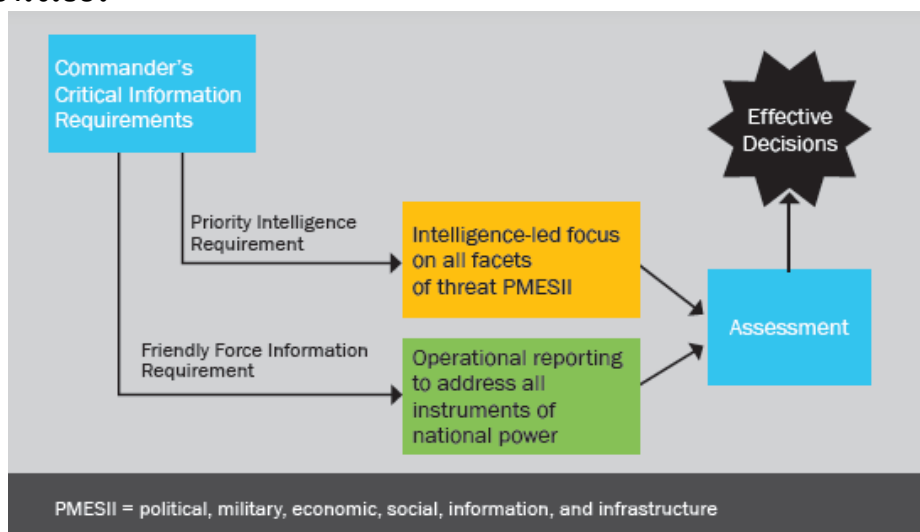 Commander's
Critical Information
Requirements
Effective
Decisions
Priority Intelligence
Requirement
Intelligence-led focus
on all facets
of threat PMESII
Assessment
Friendly Force Information
Requirement
Operational reporting
to address all
instruments of
national power
PMESII = political, military, economic, social, information, and infrastructure